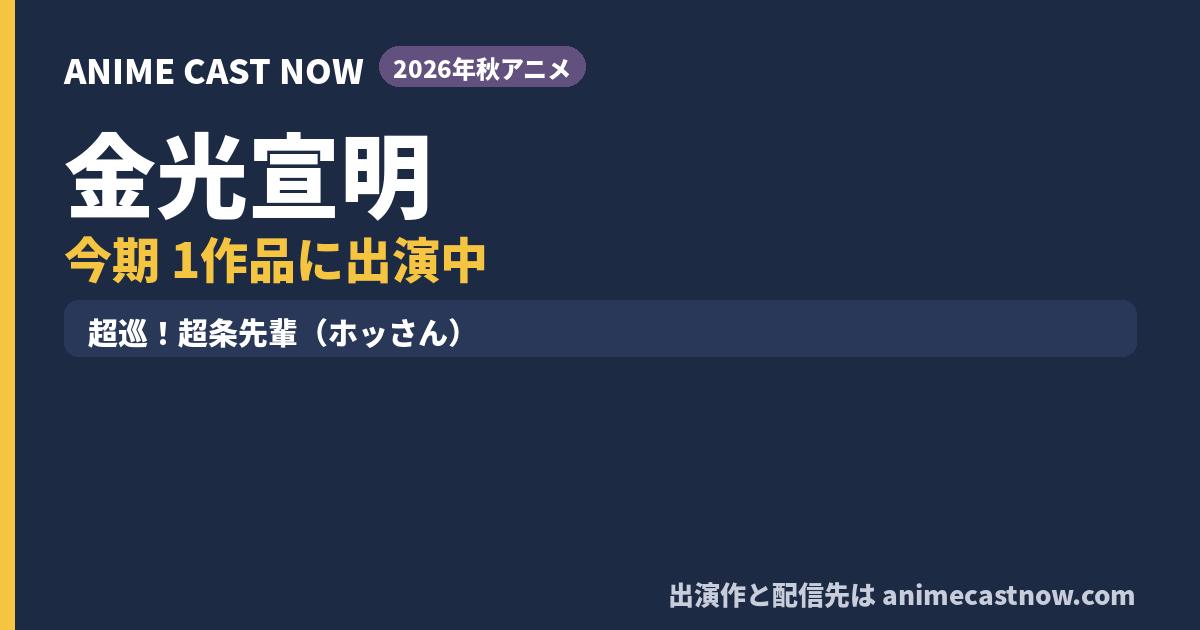 ANIME CAST NOW 2026年秋アニメ
金光宣明
今期 1作品に出演中
超巡！超条先輩（ホッさん）
出演作と配信先は animecastnow.com